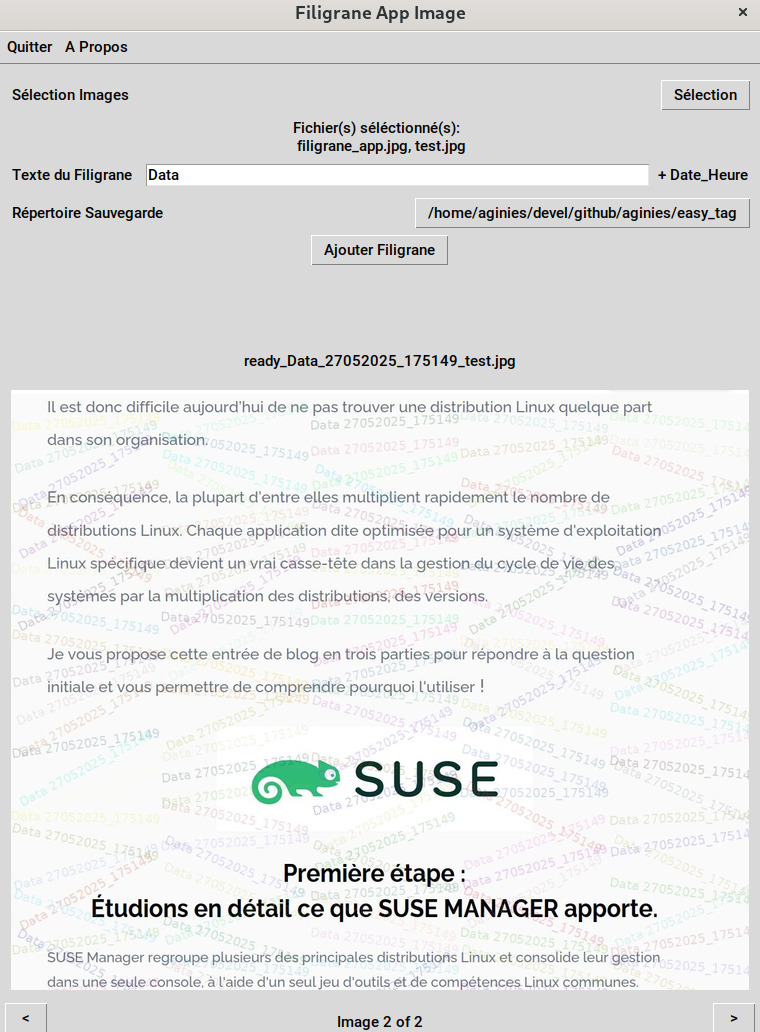 Filigrane App Image
×
Quitter A Propos
Sélection Images
Sélection
Fichier(s) séléctionné(s):
filigrane_app.jpg, test.jpg
Texte du Filigrane Data + Date_Heure
Répertoire Sauvegarde /home/aginies/devel/github/aginies/easy_tag
Ajouter Filigrane
ready_Data_27052025_175149_test.jpg
Il est donc difficile aujourd'hui de ne pas trouver une distribution Linux quelque part
dans son organisation.
En conséquence, la plupart d'entre elles multiplient rapidement le nombre de
distributions Linux. Chaque application dite optimisée pour un système d'exploitation
Linux spécifique devient un vrai casse-tête dans la gestion du cycle de vie des
systèmes par la multiplication des distributions, des versions.
Je vous propose cette entrée de blog en trois parties pour répondre à la question
initiale et vous permettre de comprendre pourquoi l'utiliser !
SUSE
Première étape :
Étudions en détail ce que SUSE MANAGER apporte.
SUSE Manager regroupe plusieurs des principales distributions Linux et consolide leur gestion
dans une seule console, à l'aide d'un seul jeu d'outils et de compétences Linux communes.
Data 27052025_175149
< Image 2 of 2 >